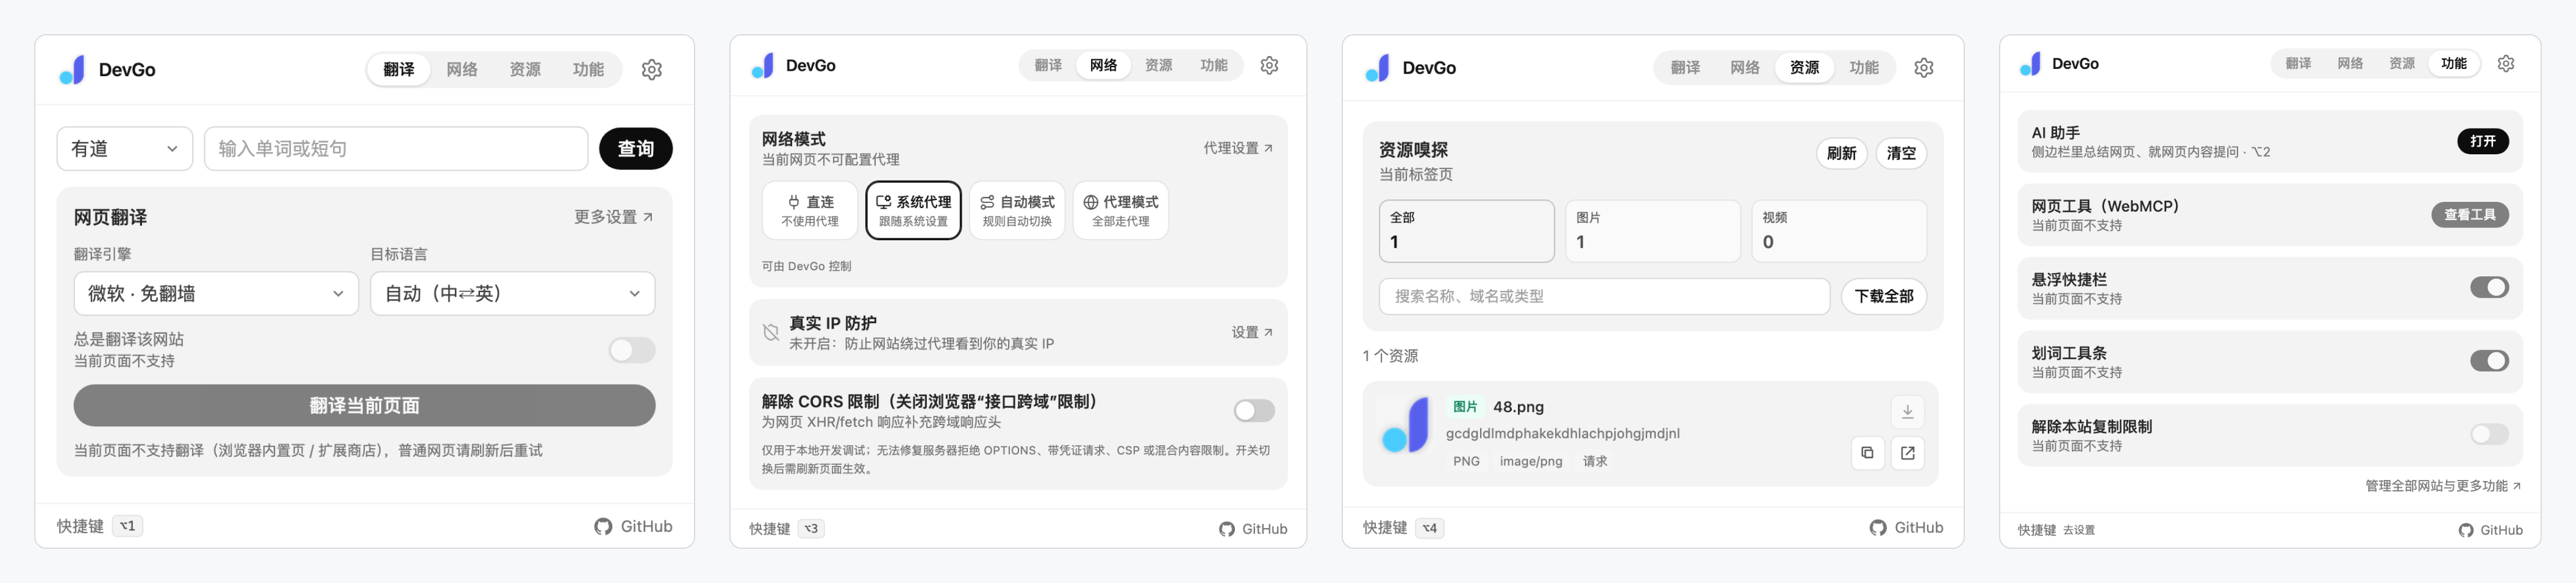 DevGo
翻译 网络 资源 功能
有道
输入单词或短句
查询
网页翻译
更多设置
翻译引擎
目标语言
微软 · 免翻墙
自动（中⇄英）
总是翻译该网站
当前页面不支持
翻译当前页面
当前页面不支持翻译（浏览器内置页 / 扩展商店），普通网页请刷新后重试
快捷键 ⌥1
GitHub
DevGo
翻译 网络 资源 功能
网络模式
当前网页不可配置代理
代理设置
直连
不使用代理
系统代理
跟随系统设置
自动模式
规则自动切换
代理模式
全部走代理
可由 DevGo 控制
真实 IP 防护
未开启：防止网站绕过代理看到你的真实 IP
设置
解除 CORS 限制（关闭浏览器“接口跨域”限制）
为网页 XHR/fetch 响应补充跨域响应头
仅用于本地开发调试；无法修复服务器拒绝 OPTIONS、带凭证请求、CSP 或混合内容限制。开关切
换后需刷新页面生效。
快捷键 ⌥3
GitHub
DevGo
翻译 网络 资源 功能
资源嗅探
当前标签页
刷新
清空
全部
1
图片
1
视频
0
搜索名称、域名或类型
下载全部
1 个资源
图片 48.png
gcdgldlmdphakekdhlachpjohgjmdjnl
PNG image/png 请求
快捷键 ⌥4
GitHub
DevGo
翻译 网络 资源 功能
AI 助手
侧边栏里总结网页、就网页内容提问 · ⌥2
打开
网页工具（WebMCP）
当前页面不支持
查看工具
悬浮快捷栏
当前页面不支持
划词工具条
当前页面不支持
解除本站复制限制
当前页面不支持
管理全部网站与更多功能
快捷键 去设置
GitHub